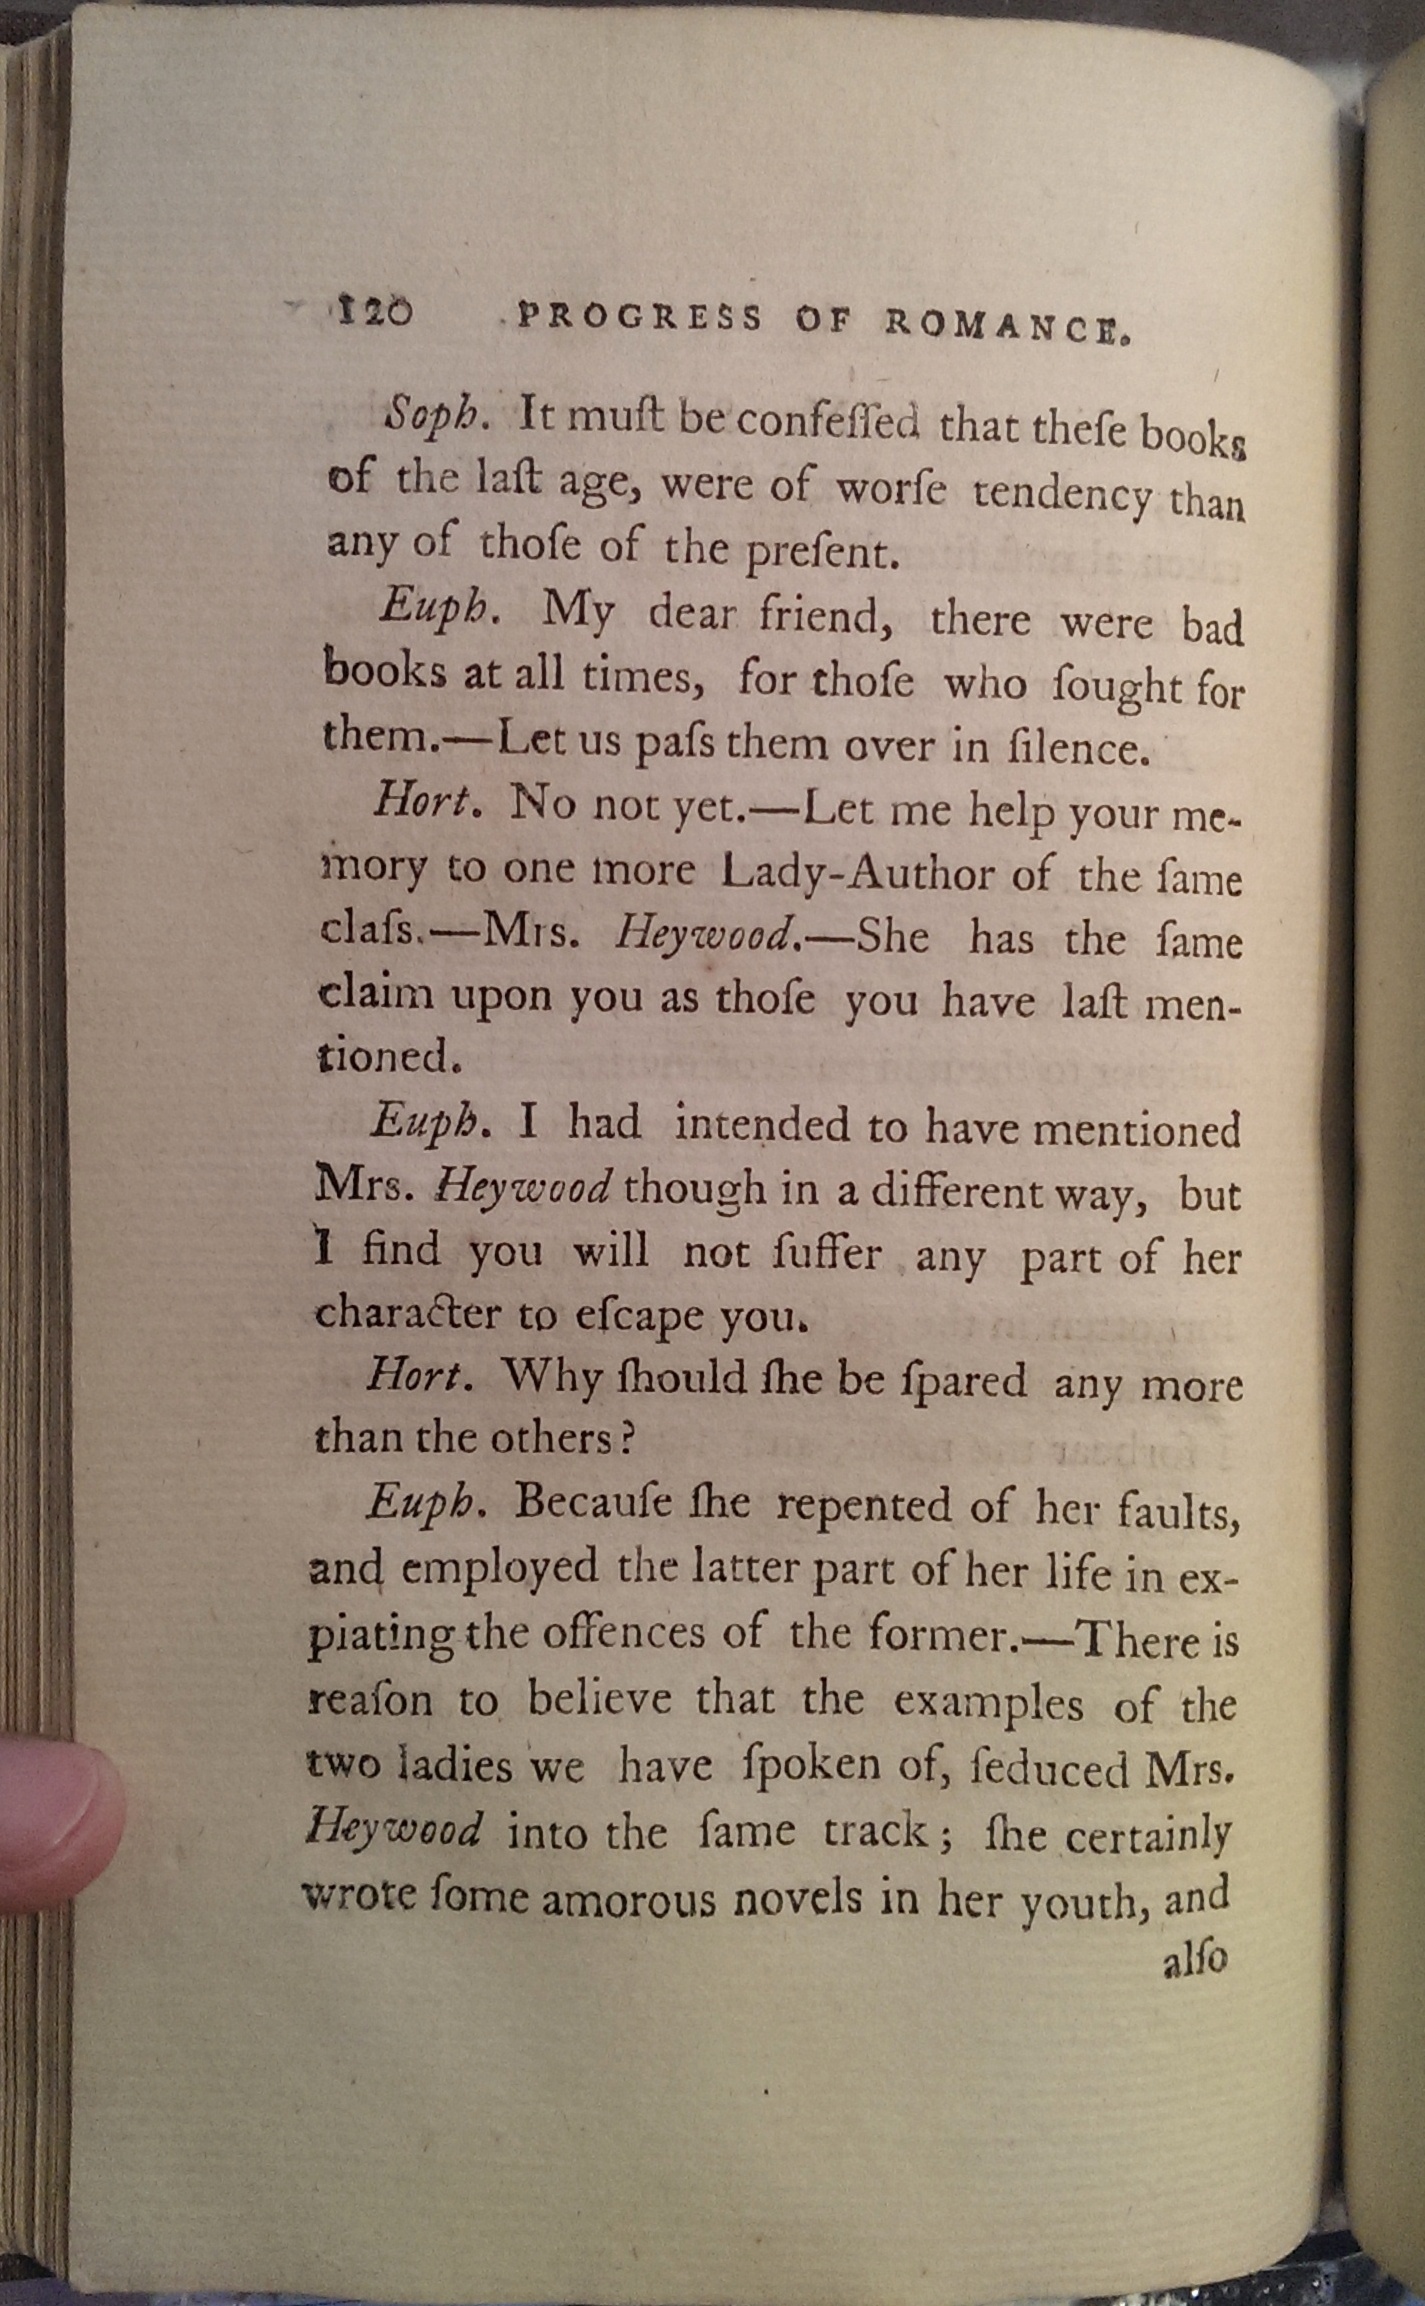 120 PROGRESS OF ROMANCE.
Soph. It muſt be confeſſed that theſe books
of the laſt age, were of worſe tendency than
any of thoſe of the preſent.
Euph. My dear friend, there were bad
books at all times, for thoſe who ſought for
them.—Let us paſs them over in ſilence.
Hort. No not yet.—Let me help your me-
mory to one more Lady-Author of the ſame
claſs.—Mrs. Heywood.—She has the ſame
claim upon you as thoſe you have laſt men-
tioned.
Euph. I had intended to have mentioned
Mrs. Heywood though in a different way, but
I find you will not ſuffer any part of her
character to eſcape you.
Hort. Why ſhould ſhe be ſpared any more
than the others?
Euph. Becauſe ſhe repented of her faults,
and employed the latter part of her life in ex-
piating the offences of the former.—There is
reaſon to believe that the examples of the
two ladies we have ſpoken of, ſeduced Mrs.
Heywood into the ſame track; ſhe certainly
wrote ſome amorous novels in her youth, and
alſo